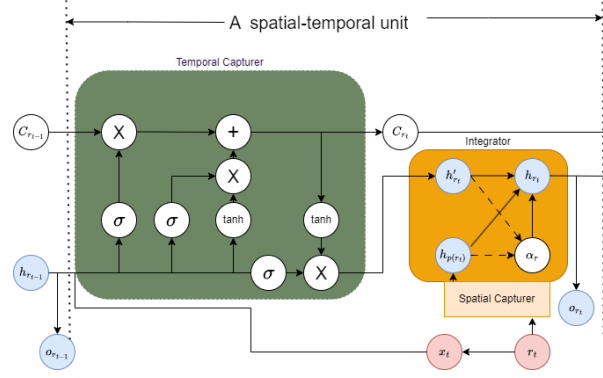 A spatial-temporal unit
Temporal Capturer
C_{r_{t-1}}
X
+
C_{r_t}
Integrator
X
h'_{r_t}
h_{r_t}
σ
σ
tanh
tanh
h_{p(r_t)}
α_r
h_{r_{t-1}}
σ
X
Spatial Capturer
o_{r_t}
o_{r_{t-1}}
x_t
r_t